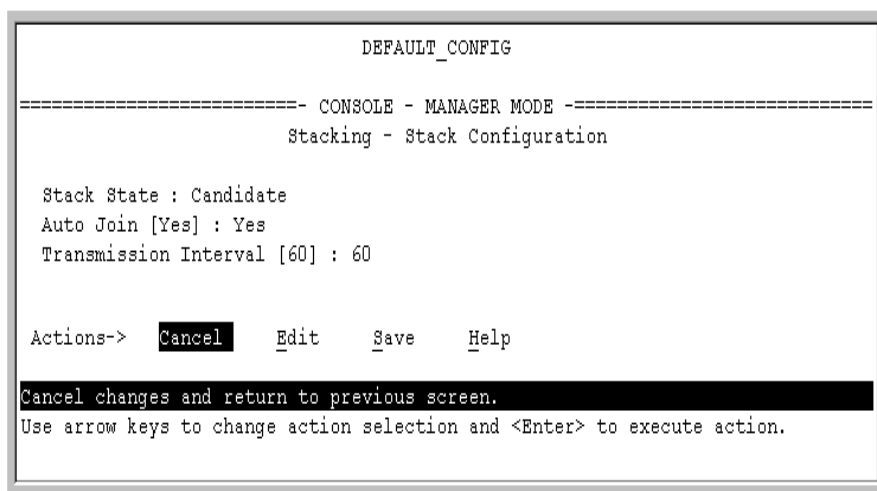 DEFAULT_CONFIG
==========================- CONSOLE - MANAGER MODE -============================
Stacking - Stack Configuration
Stack State : Candidate
Auto Join [Yes] : Yes
Transmission Interval [60] : 60
Actions-> Cancel Edit Save Help
Cancel changes and return to previous screen.
Use arrow keys to change action selection and <Enter> to execute action.